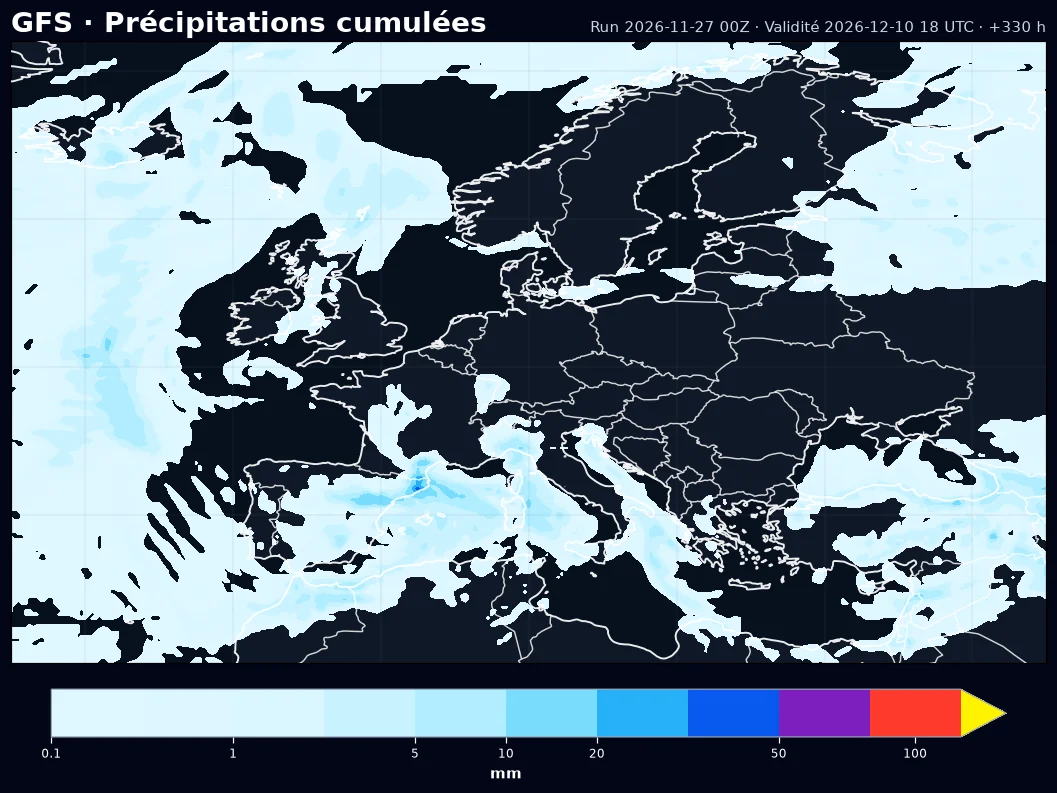 GFS · Précipitations cumulées
Run 2026-11-27 00Z · Validité 2026-12-10 18 UTC · +330 h
0.1 1 5 10 20 50 100
mm